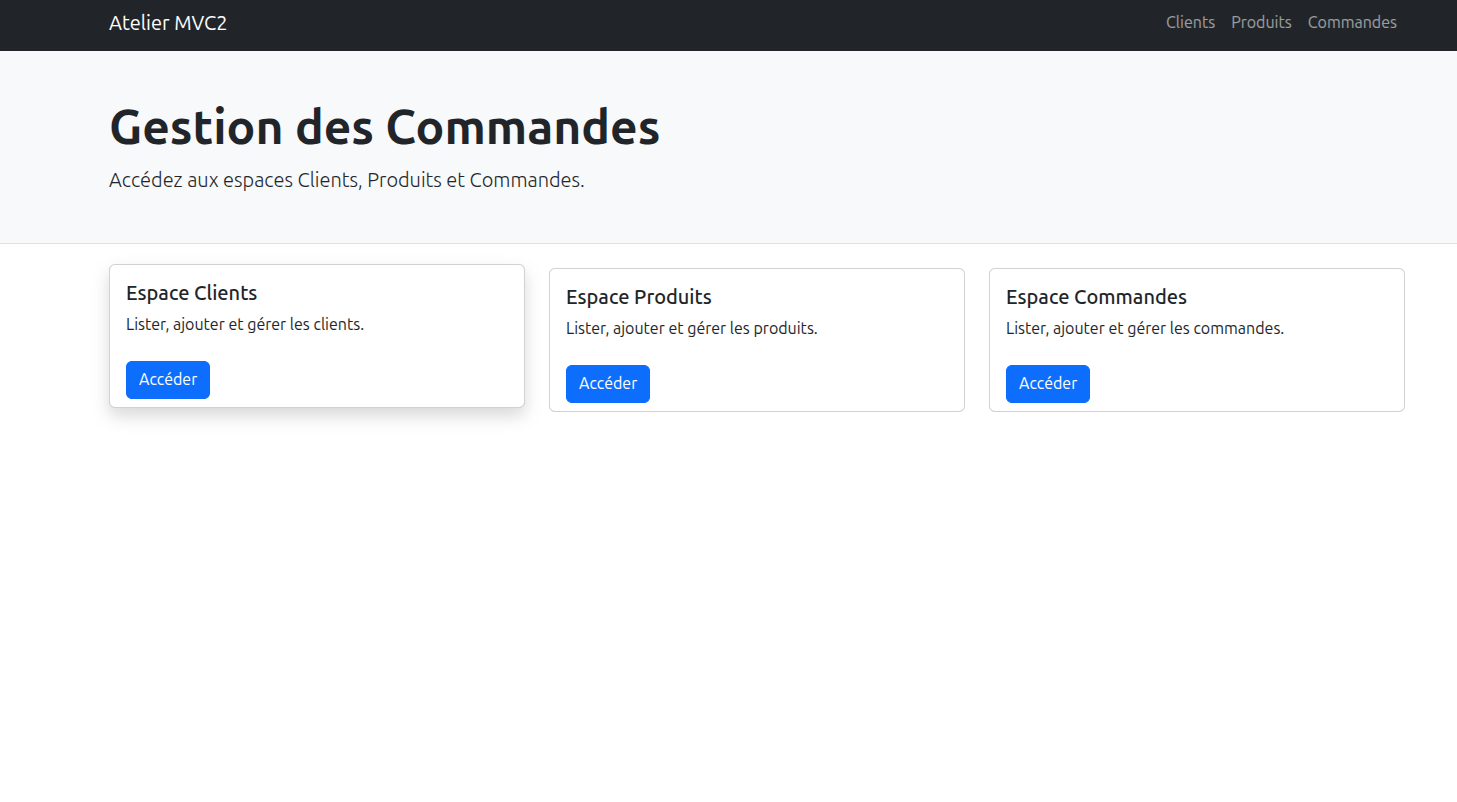 Atelier MVC2
Clients Produits Commandes
Gestion des Commandes
Accédez aux espaces Clients, Produits et Commandes.
Espace Clients
Lister, ajouter et gérer les clients.
Accéder
Espace Produits
Lister, ajouter et gérer les produits.
Accéder
Espace Commandes
Lister, ajouter et gérer les commandes.
Accéder